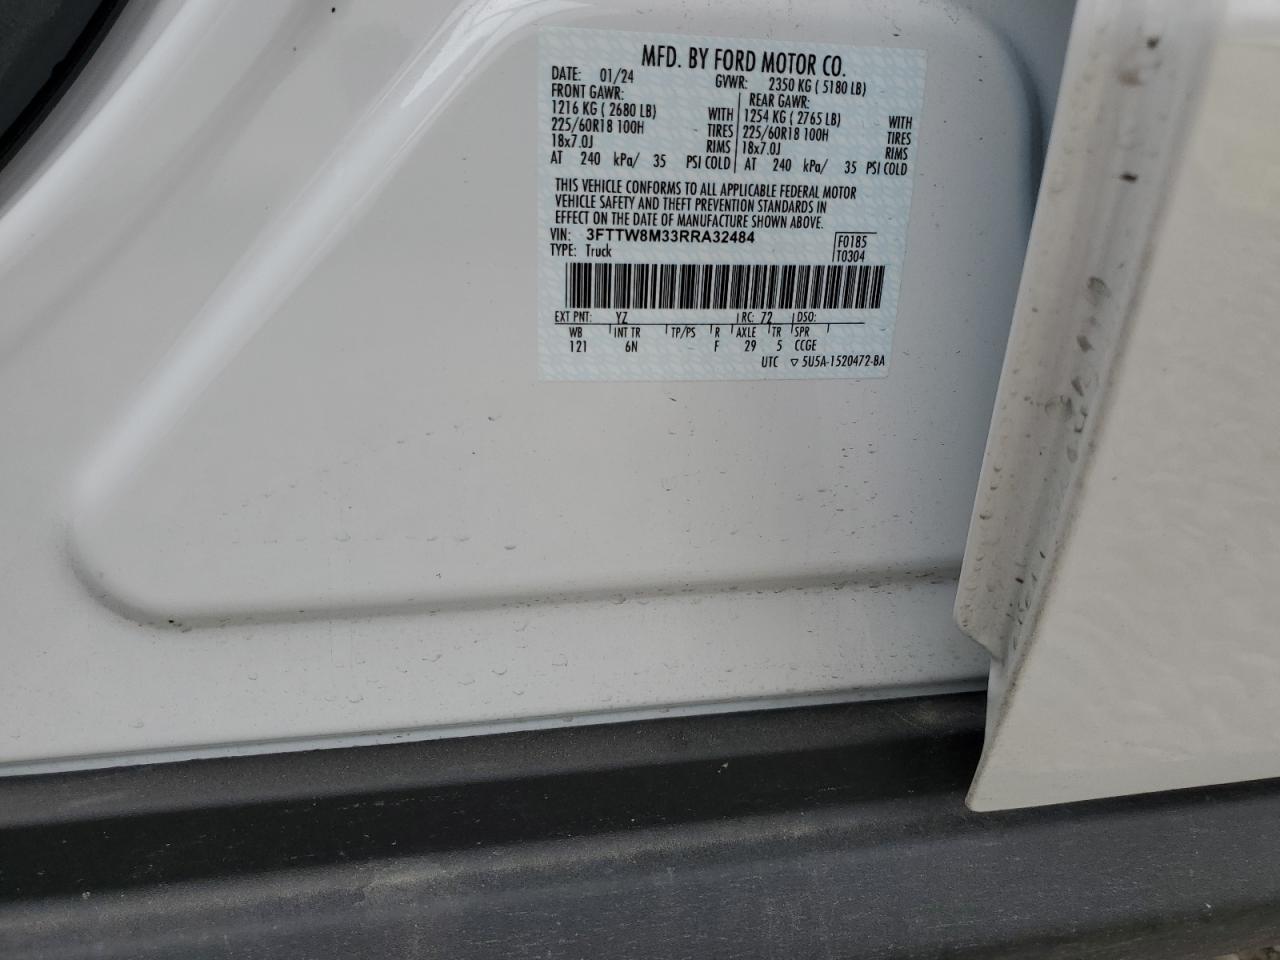 MFD. BY FORD MOTOR CO.
DATE: 01/24 GVWR: 2350 KG ( 5180 LB)
FRONT GAWR: REAR GAWR:
1216 KG ( 2680 LB) WITH 1254 KG ( 2765 LB) WITH
225/60R18 100H TIRES 225/60R18 100H TIRES
18x7.0J RIMS 18x7.0J RIMS
AT 240 kPa/ 35 PSI COLD AT 240 kPa/ 35 PSI COLD
THIS VEHICLE CONFORMS TO ALL APPLICABLE FEDERAL MOTOR
VEHICLE SAFETY AND THEFT PREVENTION STANDARDS IN
EFFECT ON THE DATE OF MANUFACTURE SHOWN ABOVE.
VIN: 3FTTW8M33RRA32484 F0185
TYPE: Truck T0304
EXT PNT: YZ RC: 72 DSO:
WB INT TR TP/PS R AXLE TR SPR
121 6N F 29 5 CCGE
UTC ▽ 5U5A-1520472-BA